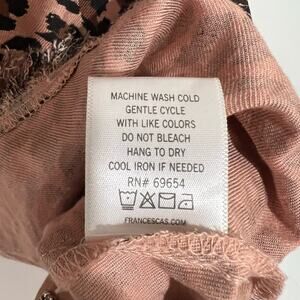 MACHINE WASH COLD
GENTLE CYCLE
WITH LIKE COLORS
DO NOT BLEACH
HANG TO DRY
COOL IRON IF NEEDED
RN# 69654
FRANCESCAS.COM